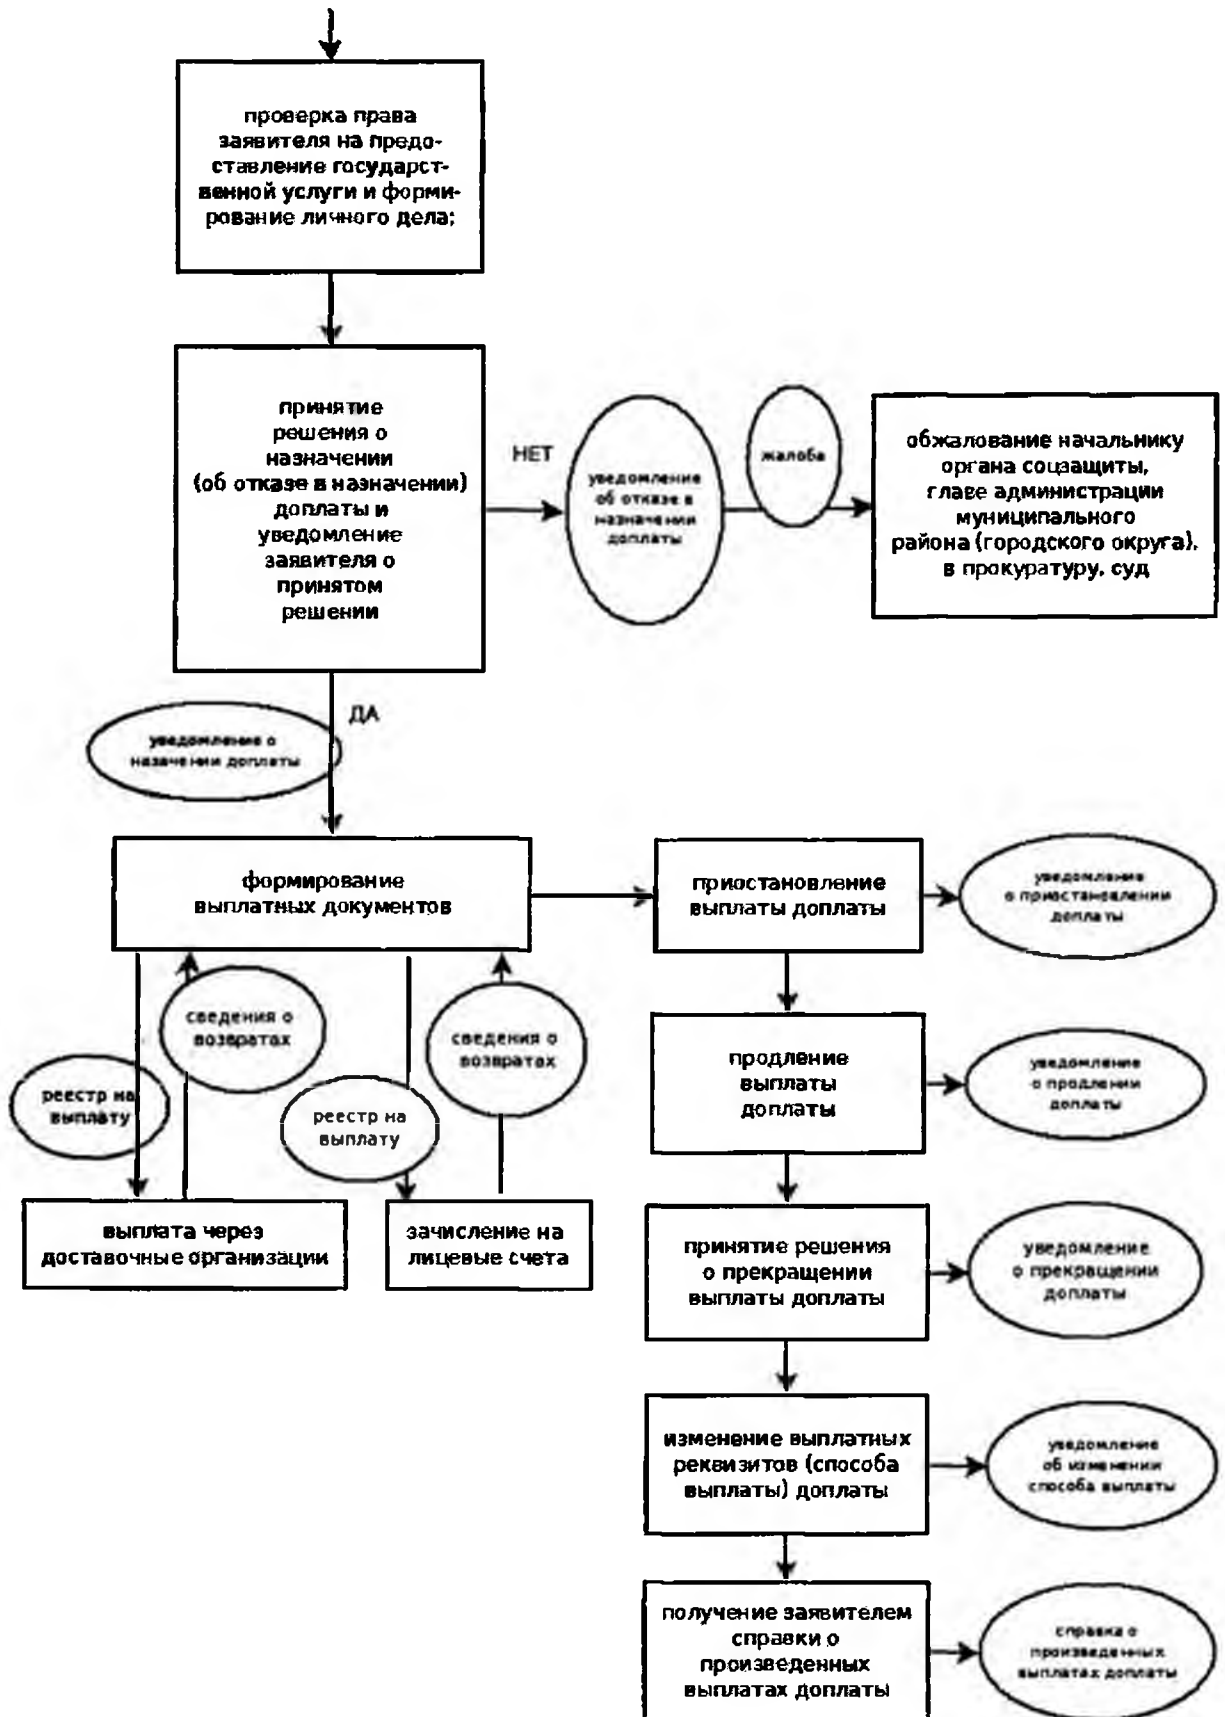 проверка права
заявителя на предо-
ставление государст-
венной услуги и форми-
рование личного дела;
принятие
решения о
назначении
(об отказе в назначении)
доплаты и
уведомление
заявителя о
принятом
решении
НЕТ
уведомление
об отказе в
назначении
доплаты
жалоба
обжалование начальнику
органа соцзащиты,
главе администрации
муниципального
района (городского округа),
в прокуратуру, суд
ДА
уведомление о
назачении доплаты
формирование
выплатных документов
приостановление
выплаты доплаты
уведомление
о приостановлении
доплаты
сведения о
возвратах
сведения о
возвратах
реестр на
выплату
реестр на
выплату
продление
выплаты
доплаты
уведомление
о продлении
доплаты
выплата через
доставочные организации
зачисление на
лицевые счета
принятие решения
о прекращении
выплаты доплаты
уведомление
о прекращении
доплаты
изменение выплатных
реквизитов (способа
выплаты) доплаты
уведомление
об изменении
способа выплаты
получение заявителем
справки о
произведенных
выплатах доплаты
справка о
произведенных
выплатах доплаты